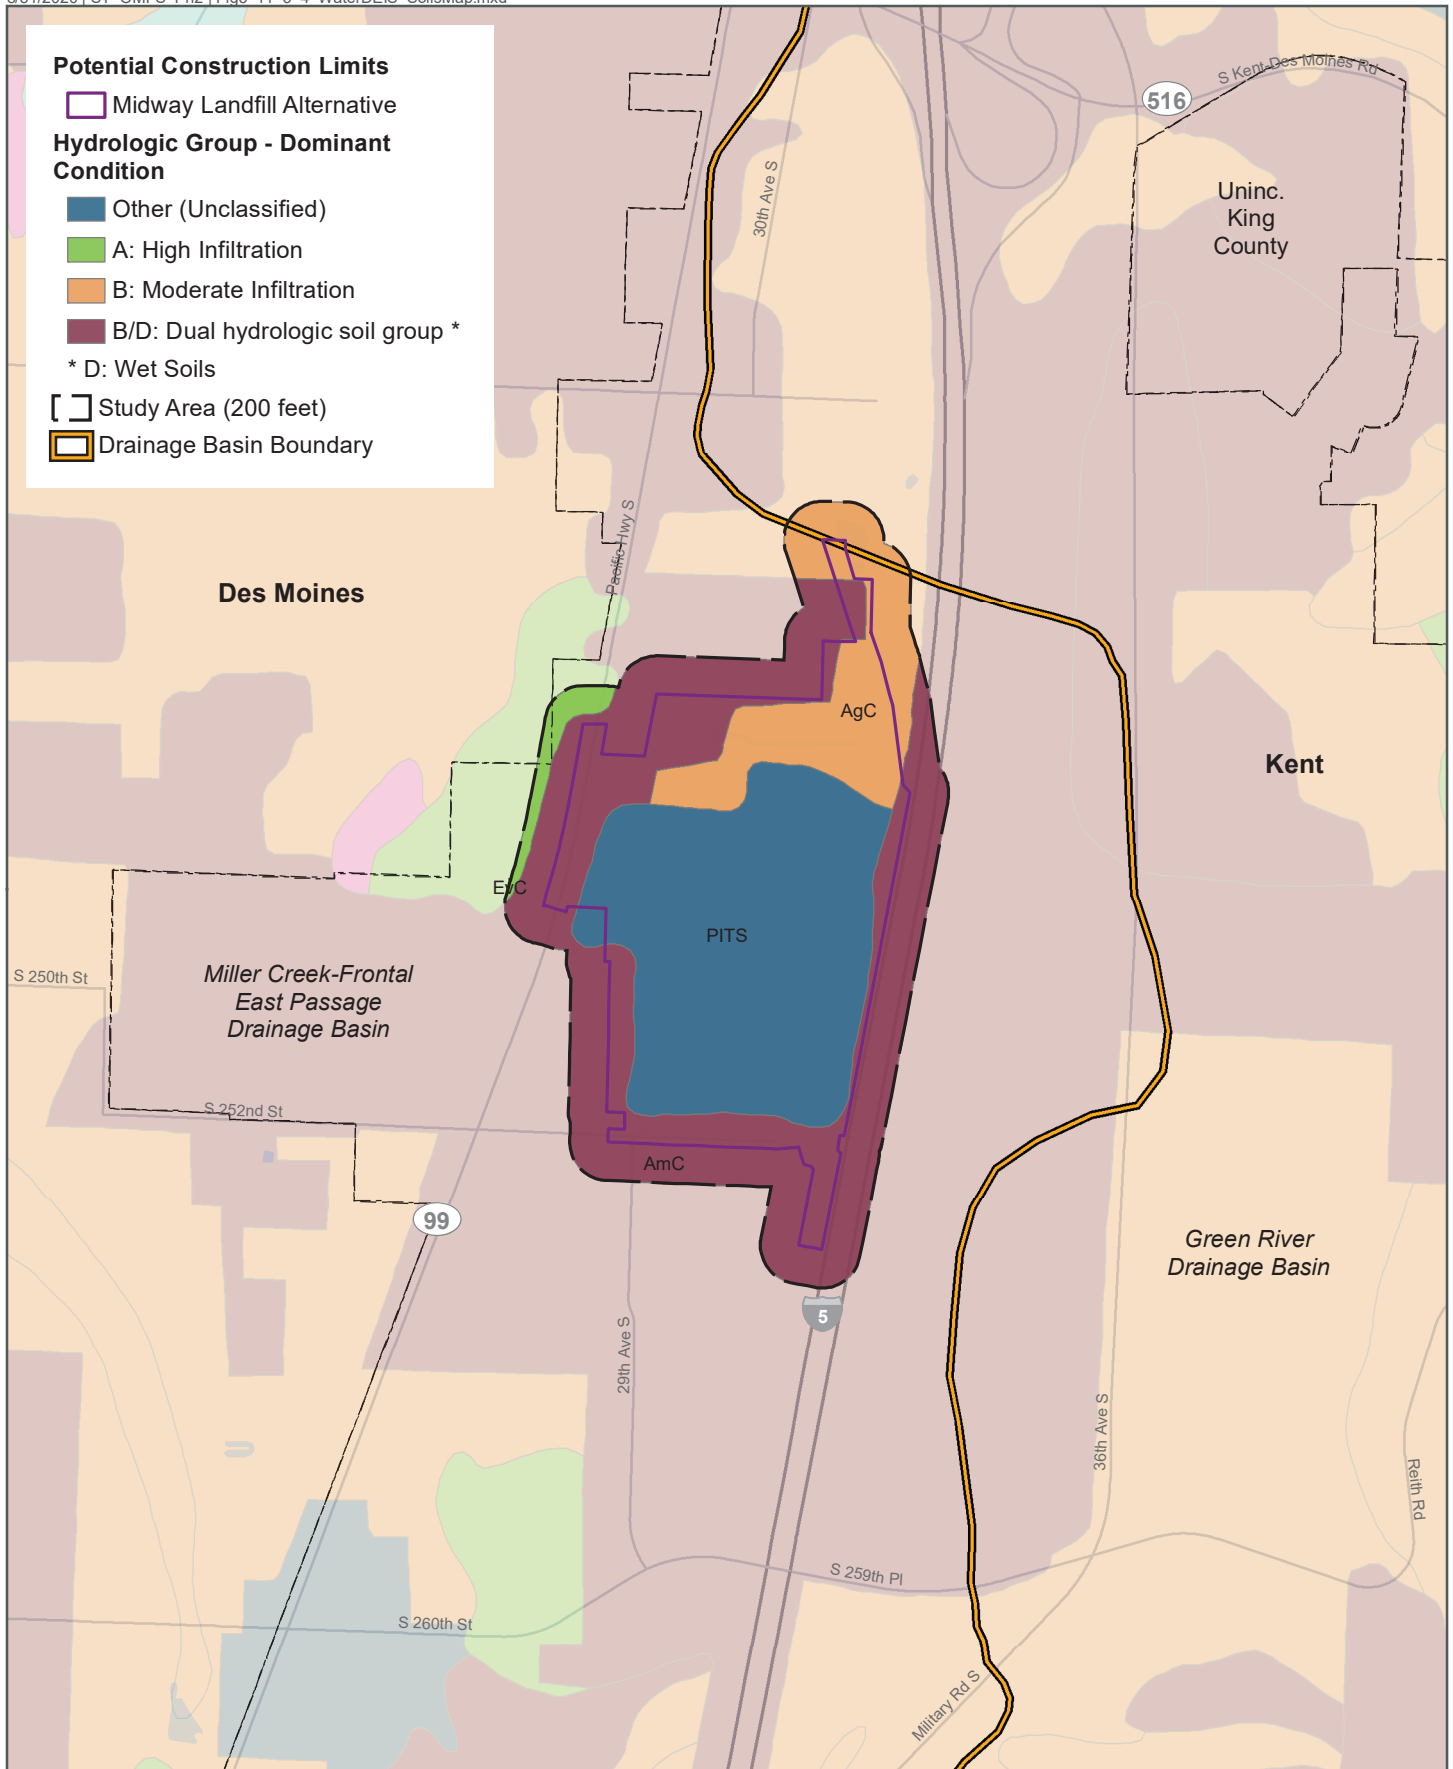 Potential Construction Limits
Midway Landfill Alternative
Hydrologic Group - Dominant
Condition
Other (Unclassified)
A: High Infiltration
B: Moderate Infiltration
B/D: Dual hydrologic soil group *
* D: Wet Soils
Study Area (200 feet)
Drainage Basin Boundary
S Kent-Des Moines Rd
516
30th Ave S
Uninc.
King
County
Pacific Hwy S
Des Moines
AgC
Kent
EvC
PITS
Miller Creek-Frontal
East Passage
Drainage Basin
S 250th St
S 252nd St
AmC
99
Green River
Drainage Basin
5
29th Ave S
36th Ave S
Reith Rd
S 259th Pl
S 260th St
Military Rd S